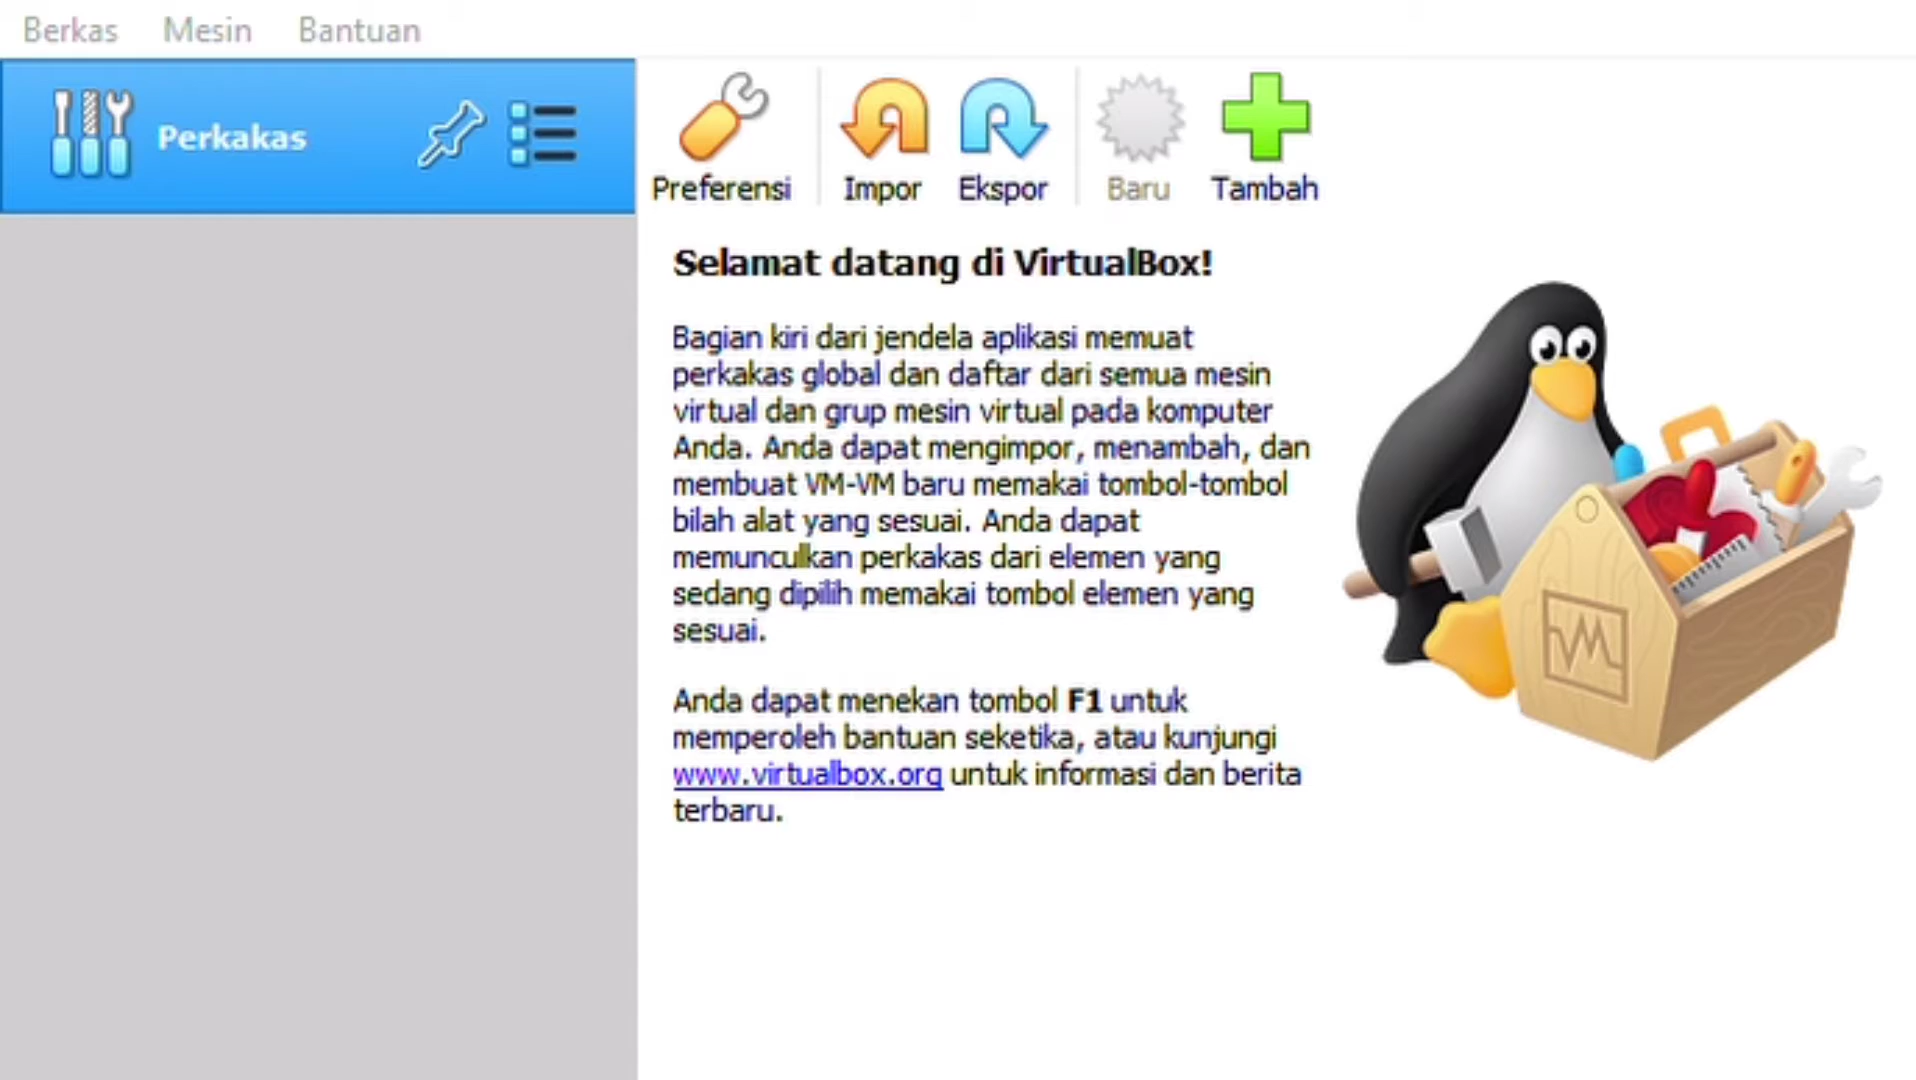 Berkas Mesin Bantuan
Perkakas
Preferensi Impor Ekspor Baru Tambah
Selamat datang di VirtualBox!
Bagian kiri dari jendela aplikasi memuat
perkakas global dan daftar dari semua mesin
virtual dan grup mesin virtual pada komputer
Anda. Anda dapat mengimpor, menambah, dan
membuat VM-VM baru memakai tombol-tombol
bilah alat yang sesuai. Anda dapat
memunculkan perkakas dari elemen yang
sedang dipilih memakai tombol elemen yang
sesuai.
Anda dapat menekan tombol F1 untuk
memperoleh bantuan seketika, atau kunjungi
www.virtualbox.org untuk informasi dan berita
terbaru.